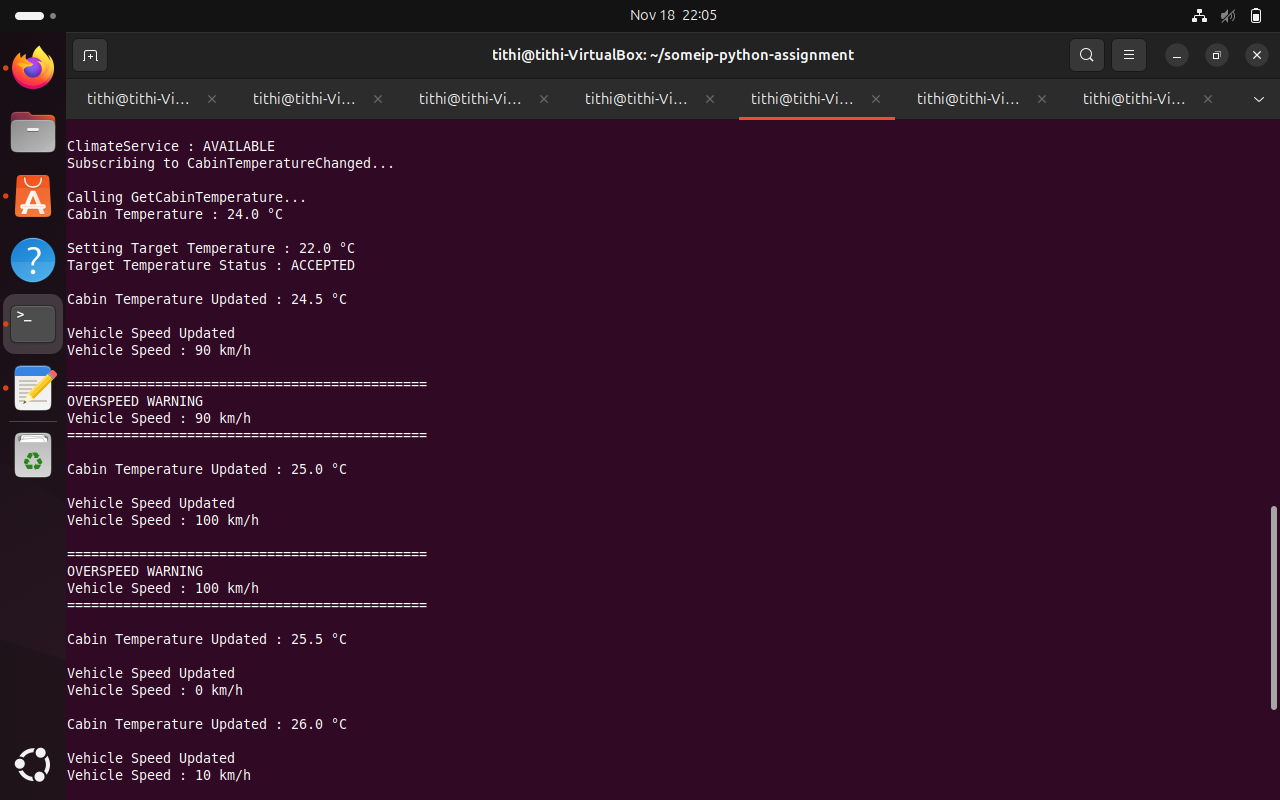 Nov 18 22:05
tithi@tithi-VirtualBox: ~/someip-python-assignment
tithi@tithi-Vi... tithi@tithi-Vi... tithi@tithi-Vi... tithi@tithi-Vi... tithi@tithi-Vi... tithi@tithi-Vi... tithi@tithi-Vi...
ClimateService : AVAILABLE
Subscribing to CabinTemperatureChanged...
Calling GetCabinTemperature...
Cabin Temperature : 24.0 °C
Setting Target Temperature : 22.0 °C
Target Temperature Status : ACCEPTED
Cabin Temperature Updated : 24.5 °C
Vehicle Speed Updated
Vehicle Speed : 90 km/h
=============================================
OVERSPEED WARNING
Vehicle Speed : 90 km/h
=============================================
Cabin Temperature Updated : 25.0 °C
Vehicle Speed Updated
Vehicle Speed : 100 km/h
=============================================
OVERSPEED WARNING
Vehicle Speed : 100 km/h
=============================================
Cabin Temperature Updated : 25.5 °C
Vehicle Speed Updated
Vehicle Speed : 0 km/h
Cabin Temperature Updated : 26.0 °C
Vehicle Speed Updated
Vehicle Speed : 10 km/h